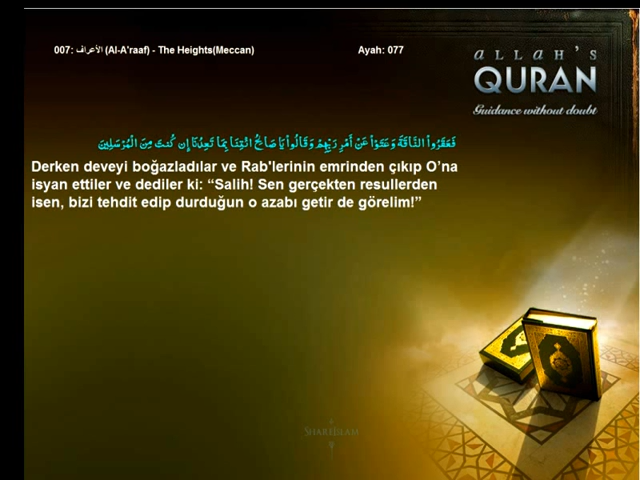 007: الأعراف (Al-A'raaf) - The Heights(Meccan) Ayah: 077
ALLAH'S
QURAN
Guidance without doubt
فَعَقَرُواْ النَّاقَةَ وَعَتَوْاْ عَنْ أَمْرِ رَبِّهِمْ وَقَالُواْ يَا صَالِحُ ائْتِنَا بِمَا تَعِدُنَا إِن كُنتَ مِنَ الْمُرْسَلِينَ
Derken deveyi boğazladılar ve Rab'lerinin emrinden çıkıp O’na
isyan ettiler ve dediler ki: “Salih! Sen gerçekten resullerden
isen, bizi tehdit edip durduğun o azabı getir de görelim!”